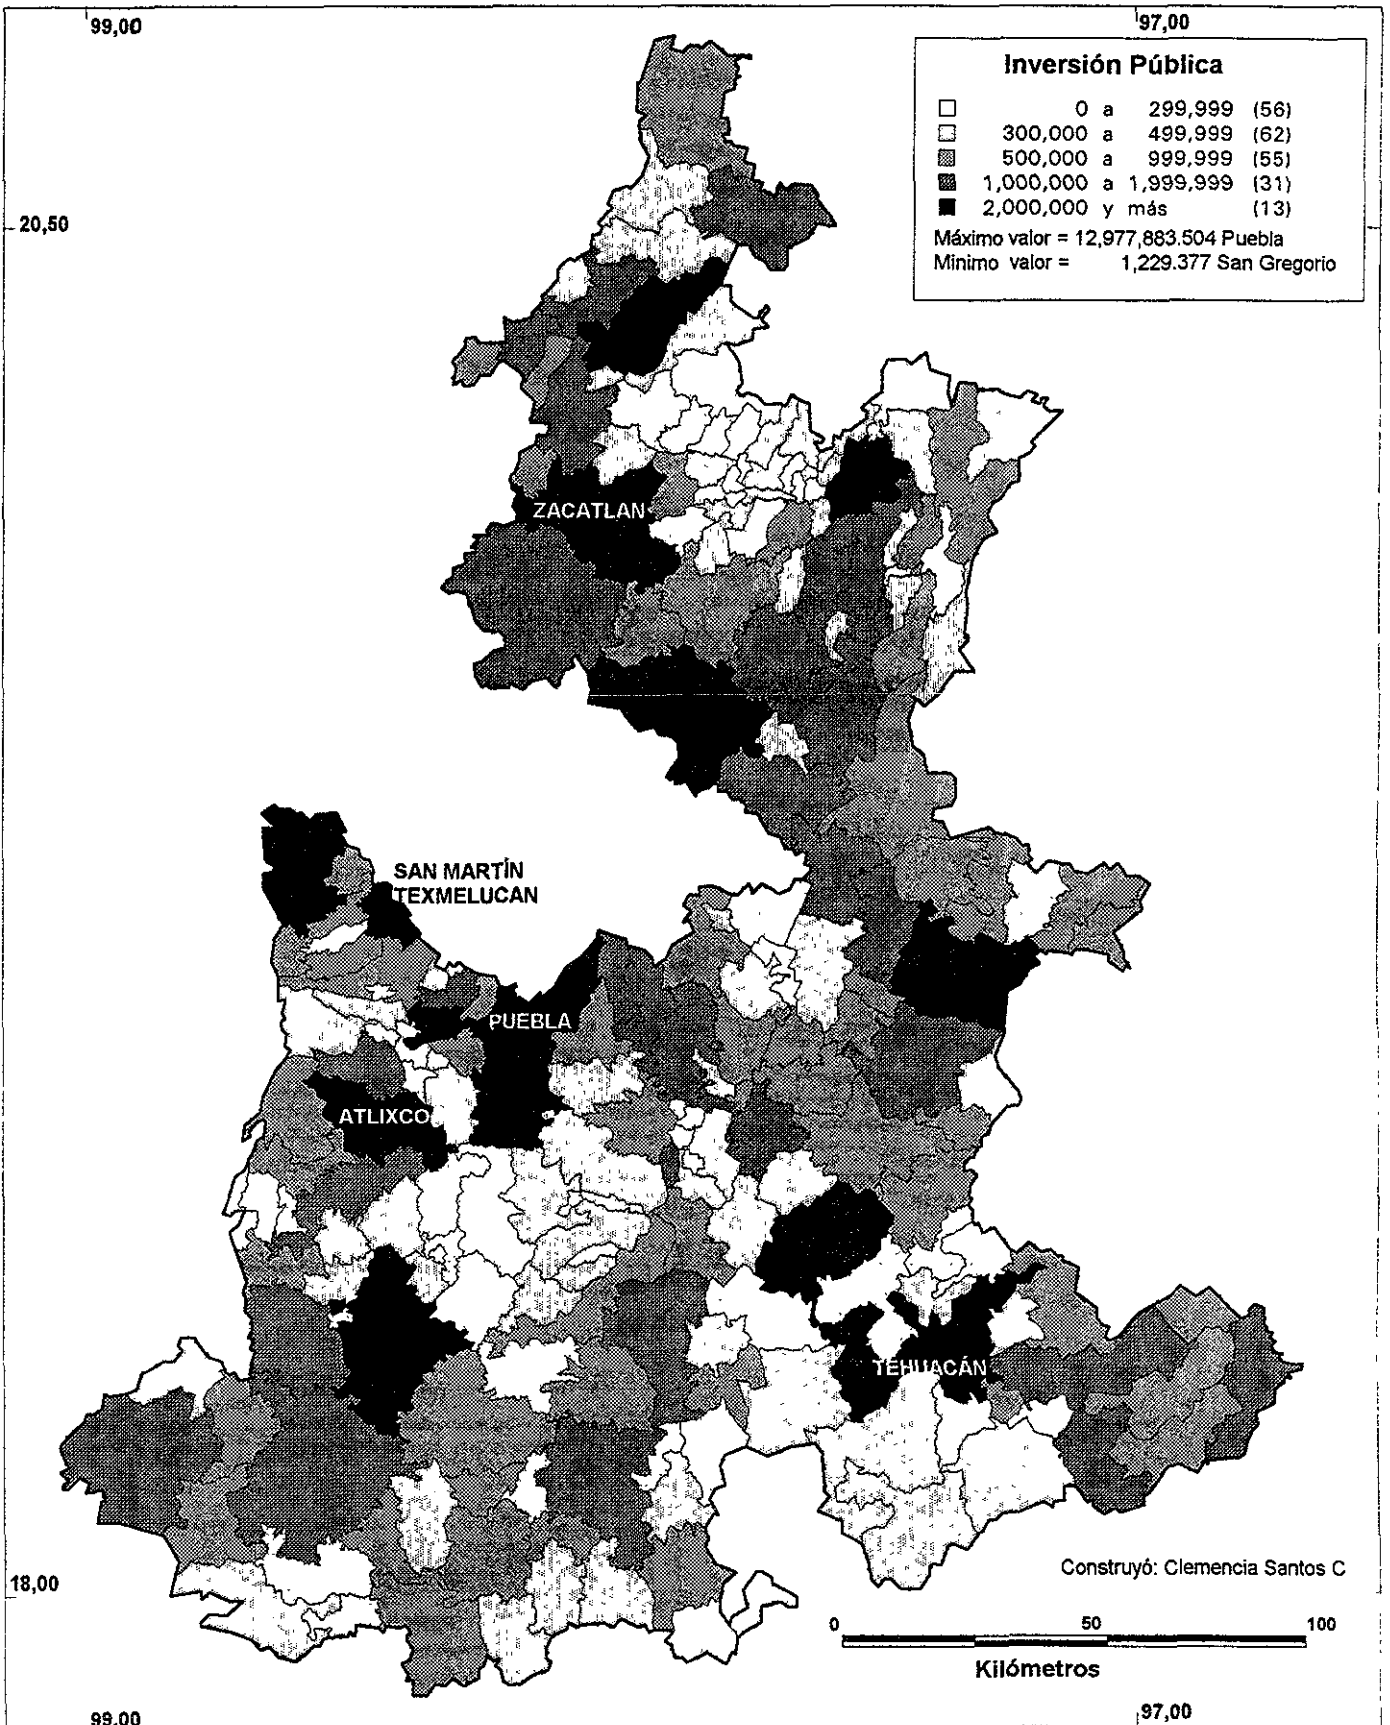 99,00
97,00
Inversión Pública
0 a 299,999 (56)
300,000 a 499,999 (62)
500,000 a 999,999 (55)
1,000,000 a 1,999,999 (31)
2,000,000 y más (13)
Máximo valor = 12,977,883.504 Puebla
Minimo valor = 1,229.377 San Gregorio
20,50
ZACATLAN
SAN MARTÍN
TEXMELUCAN
PUEBLA
ATLIXCO
TEHUACÁN
Construyó: Clemencia Santos C
18,00
0 50 100
Kilómetros
99,00
97,00